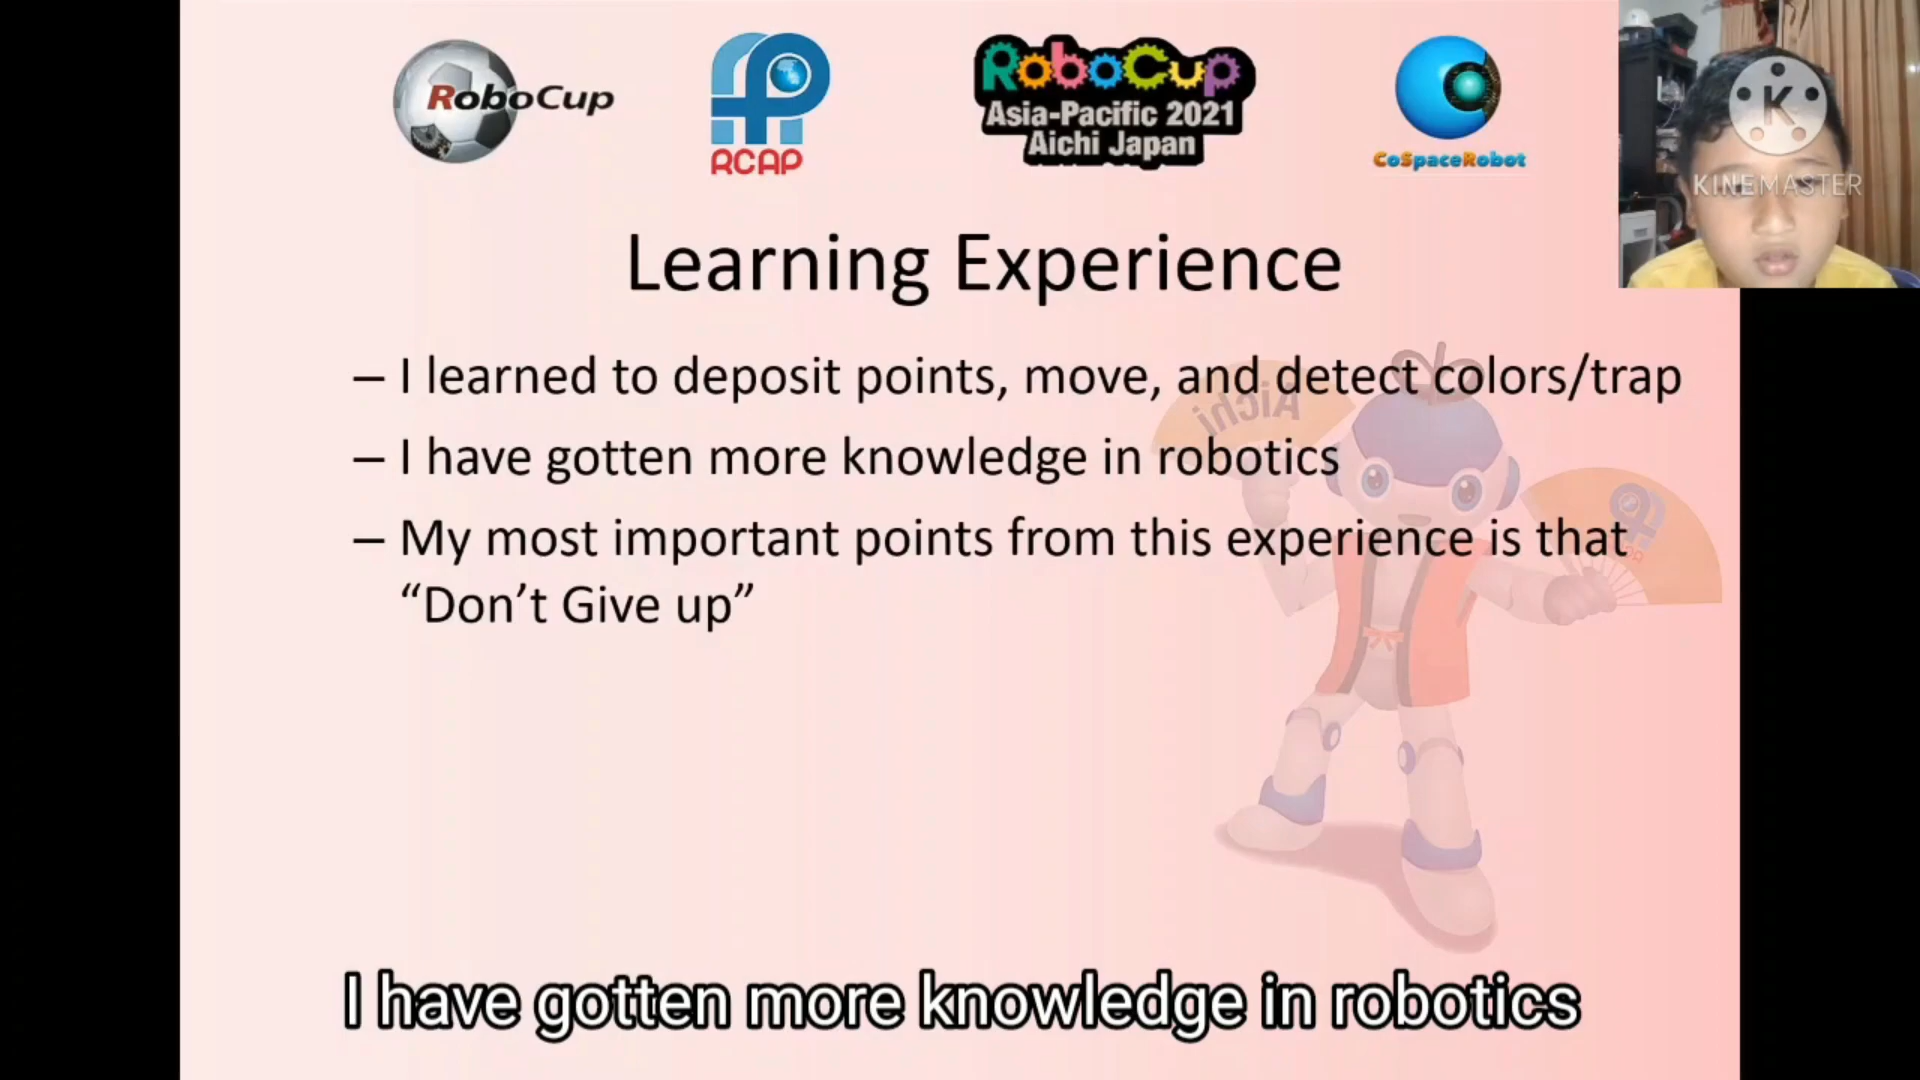 RoboCup
RCAP
RoboCup
Asia-Pacific 2021
Aichi Japan
CoSpaceRobot
K
KINEMASTER
Learning Experience
– I learned to deposit points, move, and detect colors/trap
Aichi
– I have gotten more knowledge in robotics
– My most important points from this experience is that
“Don’t Give up”
I have gotten more knowledge in robotics